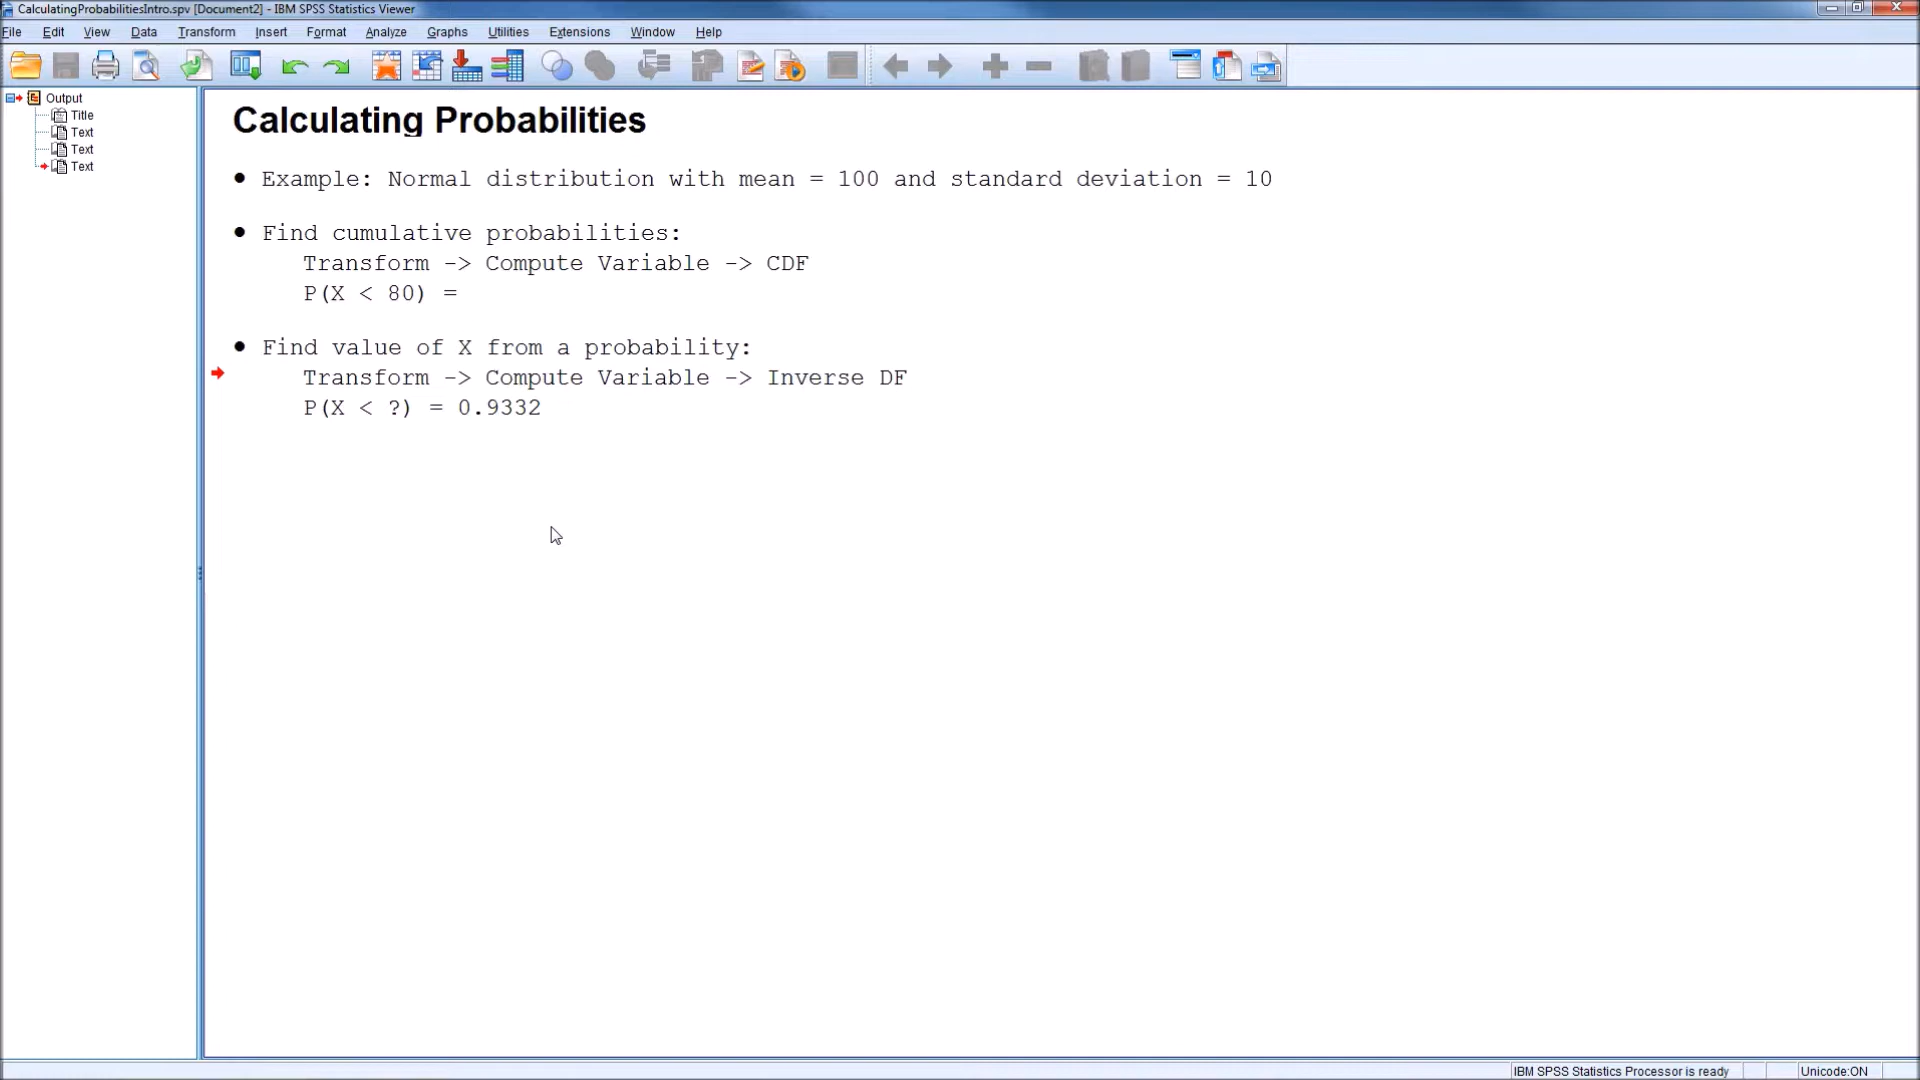 CalculatingProbabilitiesIntro.spv [Document2] - IBM SPSS Statistics Viewer
File Edit View Data Transform Insert Format Analyze Graphs Utilities Extensions Window Help
Output
Title
Text
Text
Text
Calculating Probabilities
• Example: Normal distribution with mean = 100 and standard deviation = 10
• Find cumulative probabilities:
Transform -> Compute Variable -> CDF
P(X < 80) =
• Find value of X from a probability:
Transform -> Compute Variable -> Inverse DF
P(X < ?) = 0.9332
IBM SPSS Statistics Processor is ready Unicode:ON